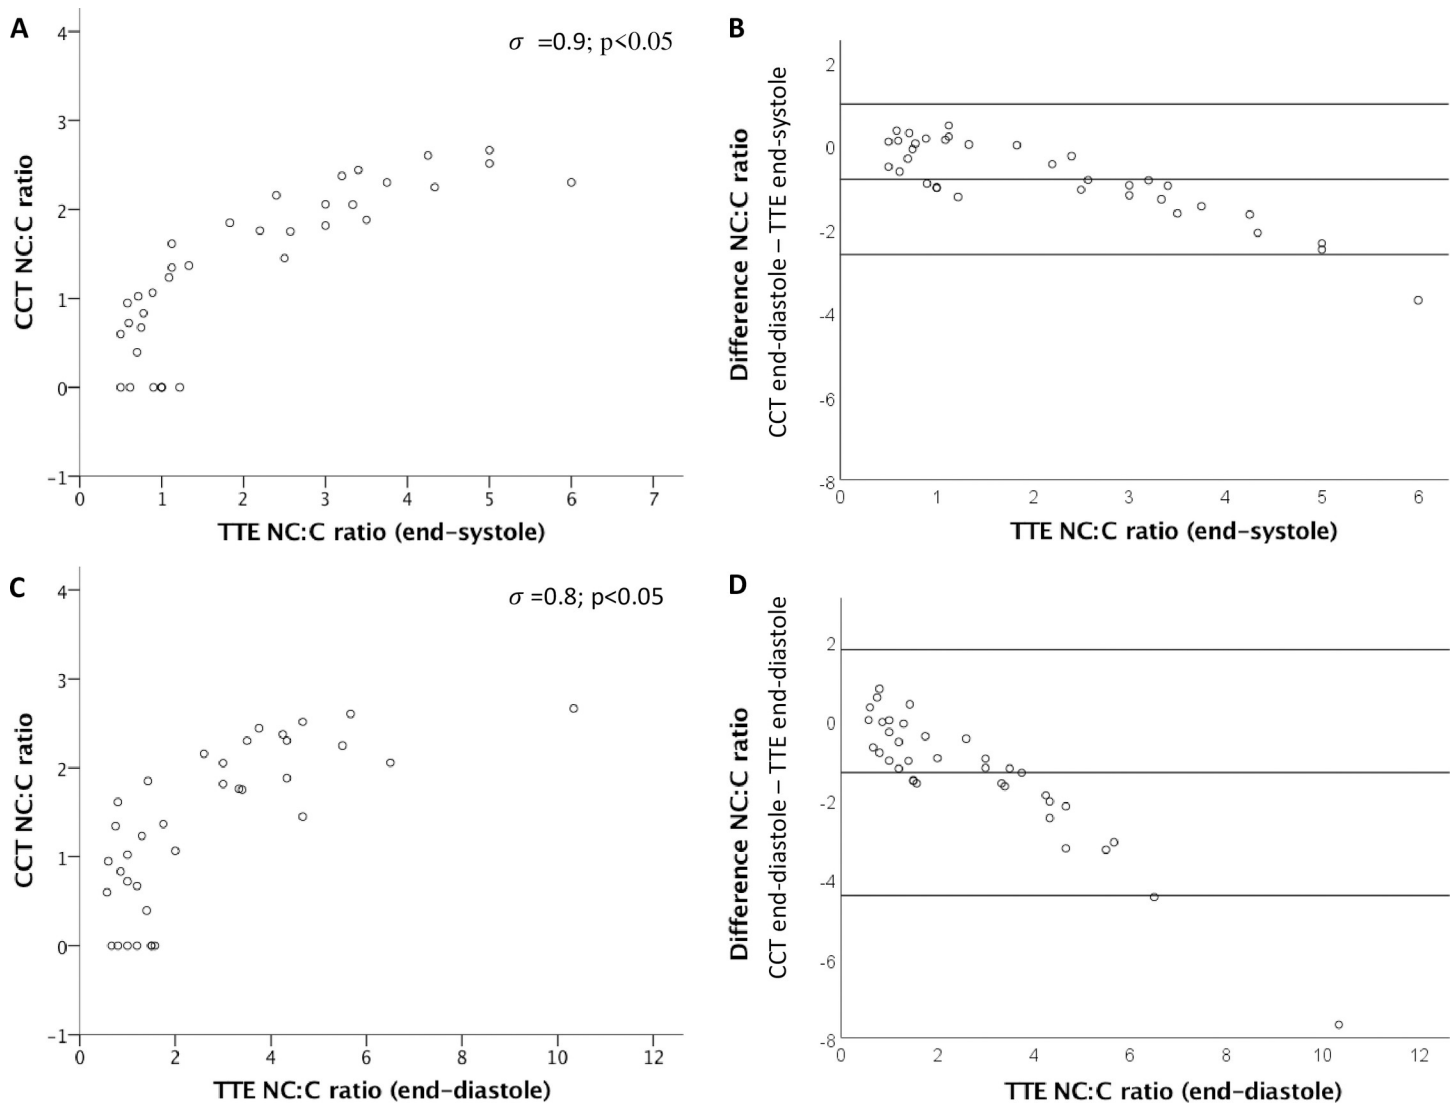 A
σ =0.9; p<0.05
CCT NC:C ratio
4
3
2
1
0
-1
0 1 2 3 4 5 6 7
TTE NC:C ratio (end-systole)
B
Difference NC:C ratio
CCT end-diastole – TTE end-systole
2
0
-2
-4
-6
-8
0 1 2 3 4 5 6
TTE NC:C ratio (end-systole)
C
σ =0.8; p<0.05
CCT NC:C ratio
4
3
2
1
0
-1
0 2 4 6 8 10 12
TTE NC:C ratio (end-diastole)
D
Difference NC:C ratio
CCT end-diastole – TTE end-diastole
2
0
-2
-4
-6
-8
0 2 4 6 8 10 12
TTE NC:C ratio (end-diastole)